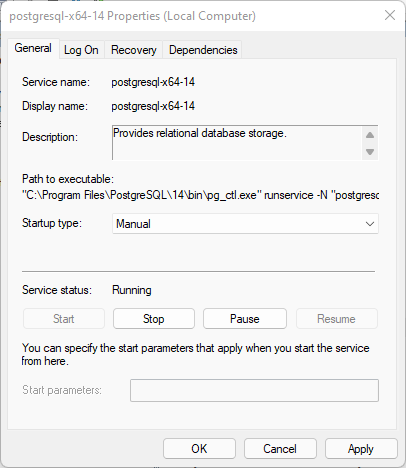 postgresql-x64-14 Properties (Local Computer)
General Log On Recovery Dependencies
Service name: postgresql-x64-14
Display name: postgresql-x64-14
Description: Provides relational database storage.
Path to executable:
"C:\Program Files\PostgreSQL\14\bin\pg_ctl.exe" runservice -N "postgresq
Startup type: Manual
Service status: Running
Start Stop Pause Resume
You can specify the start parameters that apply when you start the service
from here.
Start parameters:
OK Cancel Apply